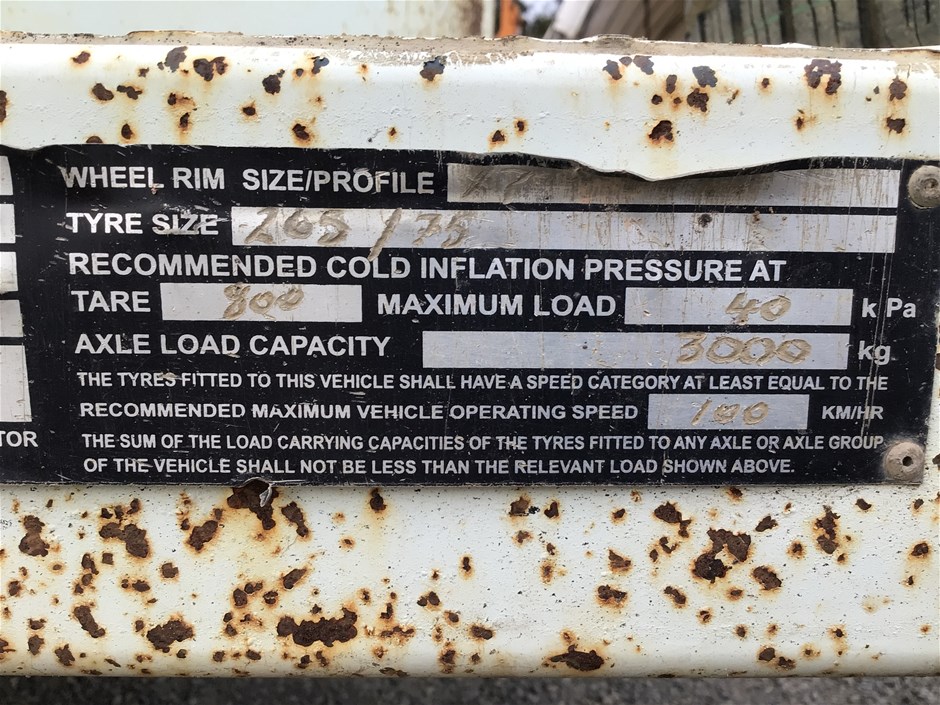 WHEEL RIM SIZE/PROFILE
TYRE SIZE 265/75
RECOMMENDED COLD INFLATION PRESSURE AT
TARE 800 MAXIMUM LOAD 40 k Pa
AXLE LOAD CAPACITY 3000 kg
THE TYRES FITTED TO THIS VEHICLE SHALL HAVE A SPEED CATEGORY AT LEAST EQUAL TO THE
RECOMMENDED MAXIMUM VEHICLE OPERATING SPEED 100 KM/HR
TOR
THE SUM OF THE LOAD CARRYING CAPACITIES OF THE TYRES FITTED TO ANY AXLE OR AXLE GROUP
OF THE VEHICLE SHALL NOT BE LESS THAN THE RELEVANT LOAD SHOWN ABOVE.